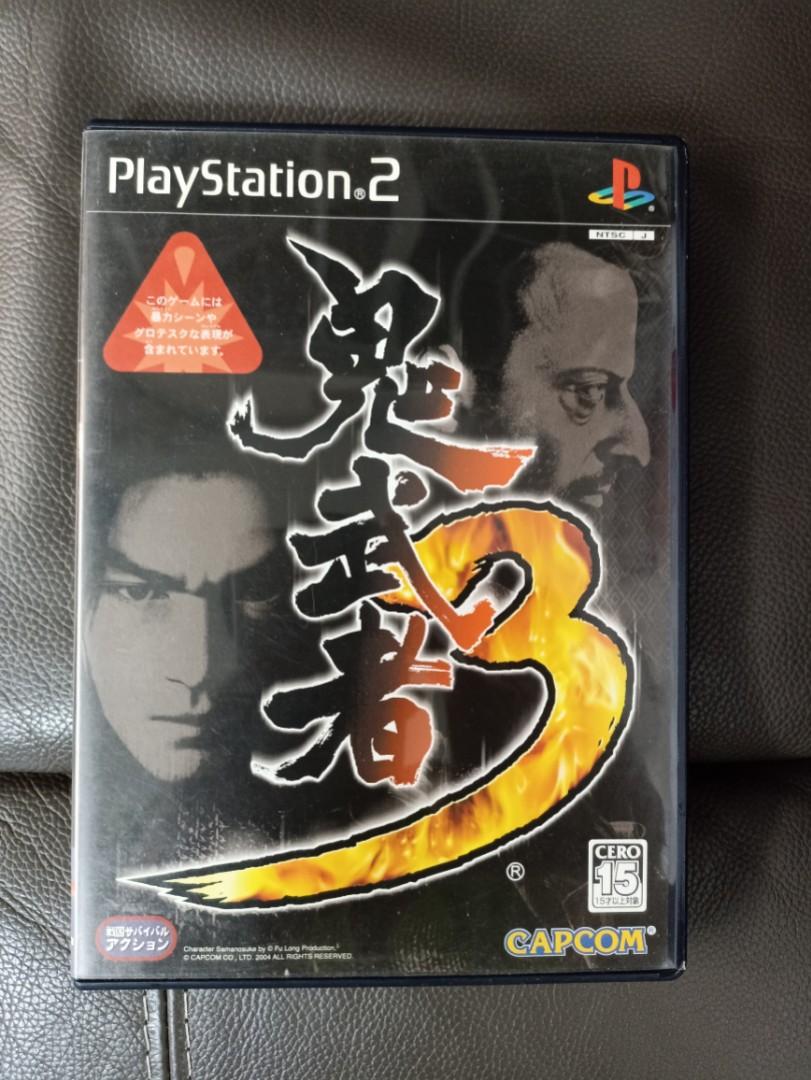 PlayStation®2
NTSC J
このゲームには
暴力シーンや
グロテスクな表現が
含まれています。
鬼武者3
®
CERO
15
15才以上対象
戦国サバイバル
アクション
Character Samanosuke by © Fu Long Production.
© CAPCOM CO., LTD. 2004 ALL RIGHTS RESERVED.
CAPCOM®